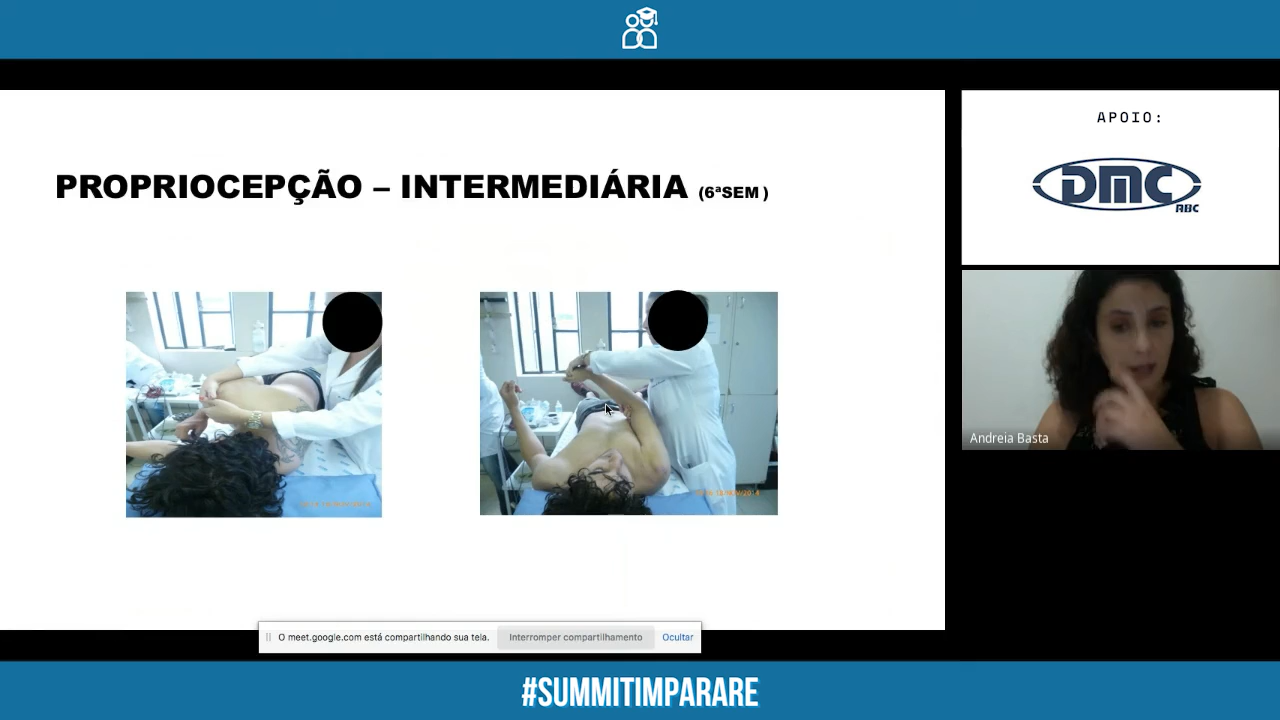 PROPRIOCEPÇÃO – INTERMEDIÁRIA (6ªSEM )
APOIO:
DMC
ABC
Andreia Basta
O meet.google.com está compartilhando sua tela.
Interromper compartilhamento
Ocultar
#SUMMITIMPARARE